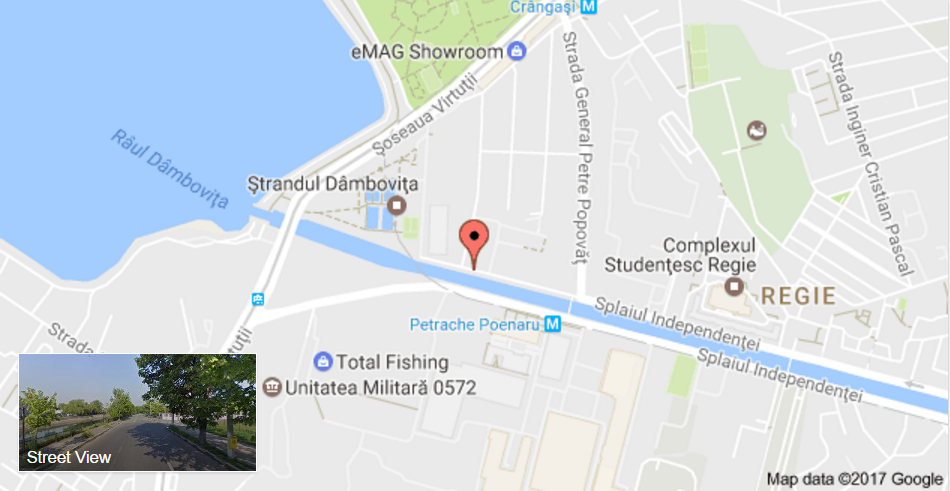 Crângași M
eMAG Showroom
Șoseaua Virtuții
Strada General Petre Popovăț
Strada Inginer Cristian Pascal
Râul Dâmbovița
Ștrandul Dâmbovița
Complexul
Studențesc Regie
REGIE
Splaiul Independenței
Petrache Poenaru M
Splaiul Independenței
Strada
uții
Total Fishing
Unitatea Militară 0572
Street View
Map data ©2017 Google